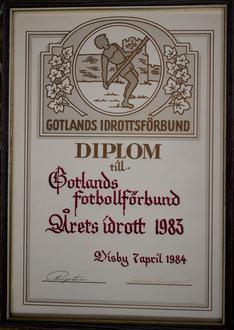 GOTLANDS IDROTTSFÖRBUND
DIPLOM
till
Gotlands
fotbollförbund
Årets idrott 1983
Visby 7 april 1984